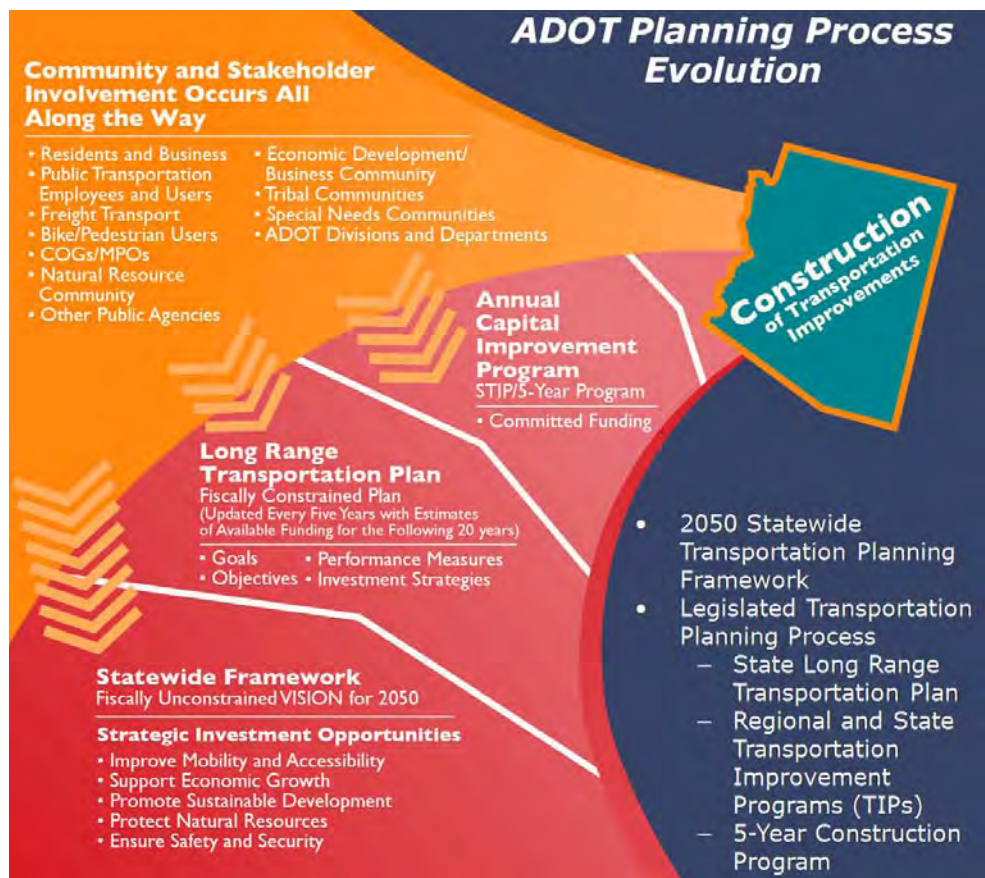 ADOT Planning Process
Evolution
Community and Stakeholder
Involvement Occurs All
Along the Way
• Residents and Business
• Public Transportation
Employees and Users
• Freight Transport
• Bike/Pedestrian Users
• COGs/MPOs
• Natural Resource
Community
• Other Public Agencies
• Economic Development/
Business Community
• Tribal Communities
• Special Needs Communities
• ADOT Divisions and Departments
Construction
of Transportation
Improvements
Annual
Capital
Improvement
Program
STIP/5-Year Program
• Committed Funding
Long Range
Transportation Plan
Fiscally Constrained Plan
(Updated Every Five Years with Estimates
of Available Funding for the Following 20 years)
• Goals
• Objectives
• Performance Measures
• Investment Strategies
Statewide Framework
Fiscally Unconstrained VISION for 2050
Strategic Investment Opportunities
• Improve Mobility and Accessibility
• Support Economic Growth
• Promote Sustainable Development
• Protect Natural Resources
• Ensure Safety and Security
• 2050 Statewide
Transportation Planning
Framework
• Legislated Transportation
Planning Process
– State Long Range
Transportation Plan
– Regional and State
Transportation
Improvement
Programs (TIPs)
– 5-Year Construction
Program